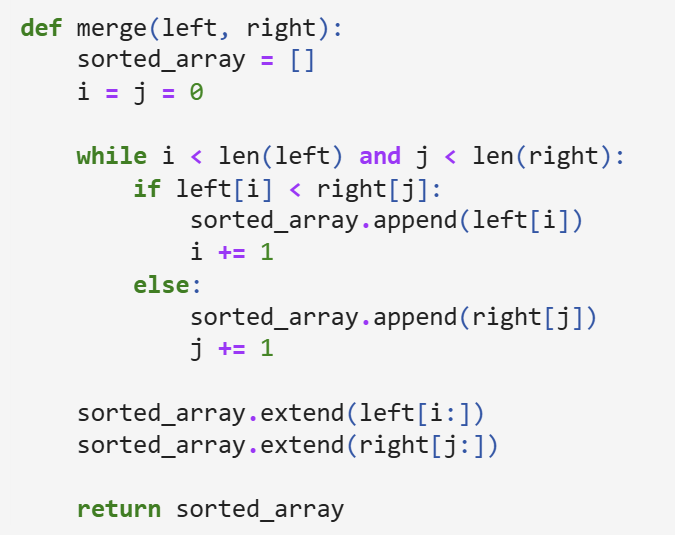 def merge(left, right):
    sorted_array = []
    i = j = 0

    while i < len(left) and j < len(right):
        if left[i] < right[j]:
            sorted_array.append(left[i])
            i += 1
        else:
            sorted_array.append(right[j])
            j += 1

    sorted_array.extend(left[i:])
    sorted_array.extend(right[j:])

    return sorted_array